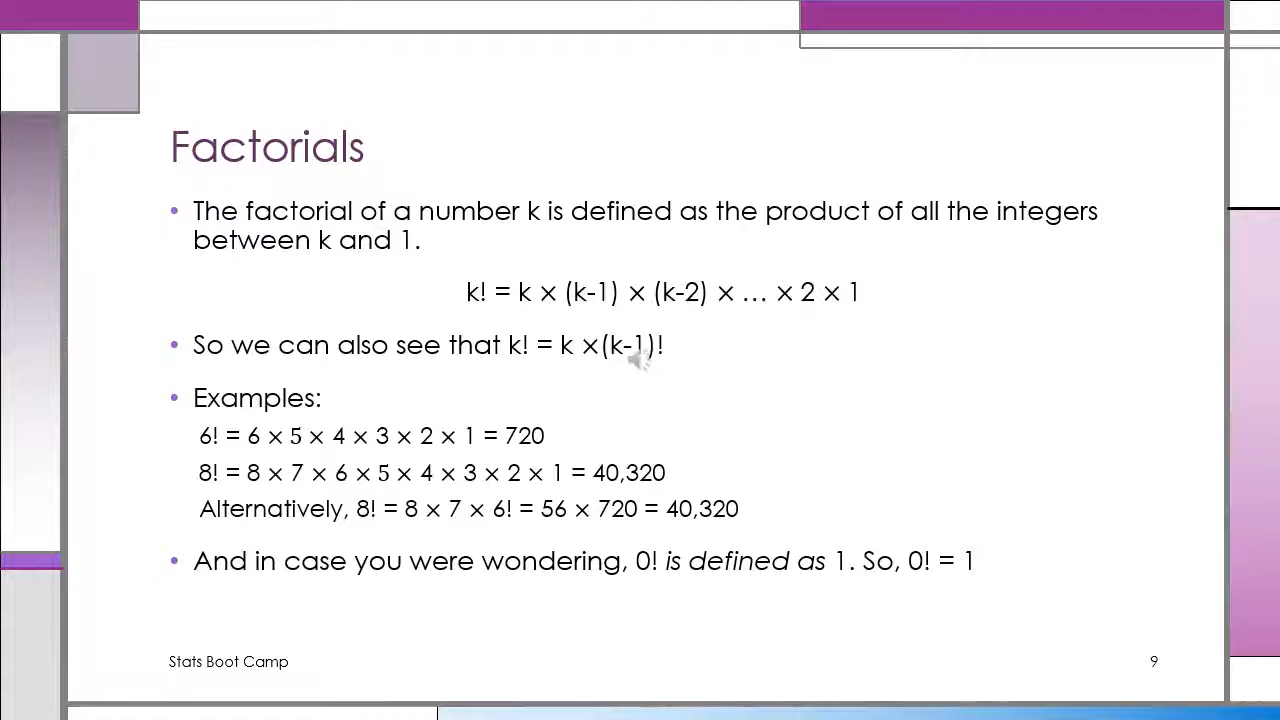 Factorials
• The factorial of a number k is defined as the product of all the integers
between k and 1.
k! = k × (k-1) × (k-2) × … × 2 × 1
• So we can also see that k! = k ×(k-1)!
• Examples:
6! = 6 × 5 × 4 × 3 × 2 × 1 = 720
8! = 8 × 7 × 6 × 5 × 4 × 3 × 2 × 1 = 40,320
Alternatively, 8! = 8 × 7 × 6! = 56 × 720 = 40,320
• And in case you were wondering, 0! is defined as 1. So, 0! = 1
Stats Boot Camp
9